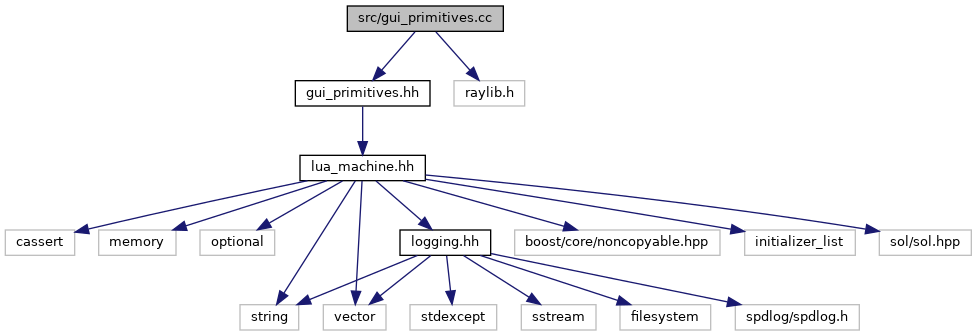 src/gui_primitives.cc
gui_primitives.hh
raylib.h
lua_machine.hh
cassert
memory
optional
logging.hh
boost/core/noncopyable.hpp
initializer_list
sol/sol.hpp
string
vector
stdexcept
sstream
filesystem
spdlog/spdlog.h